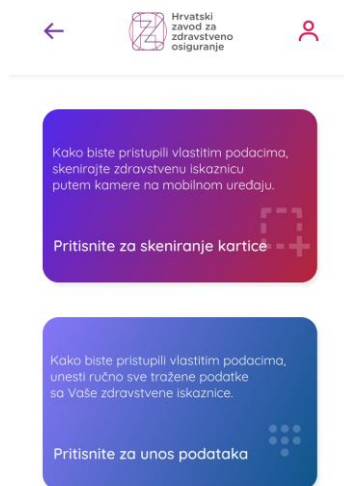 Hrvatski
zavod za
zdravstveno
osiguranje
Kako biste pristupili vlastitim podacima,
skenirajte zdravstvenu iskaznicu
putem kamere na mobilnom uređaju.
Pritisnite za skeniranje kartice
Kako biste pristupili vlastitim podacima,
unesti ručno sve tražene podatke
sa Vaše zdravstvene iskaznice.
Pritisnite za unos podataka